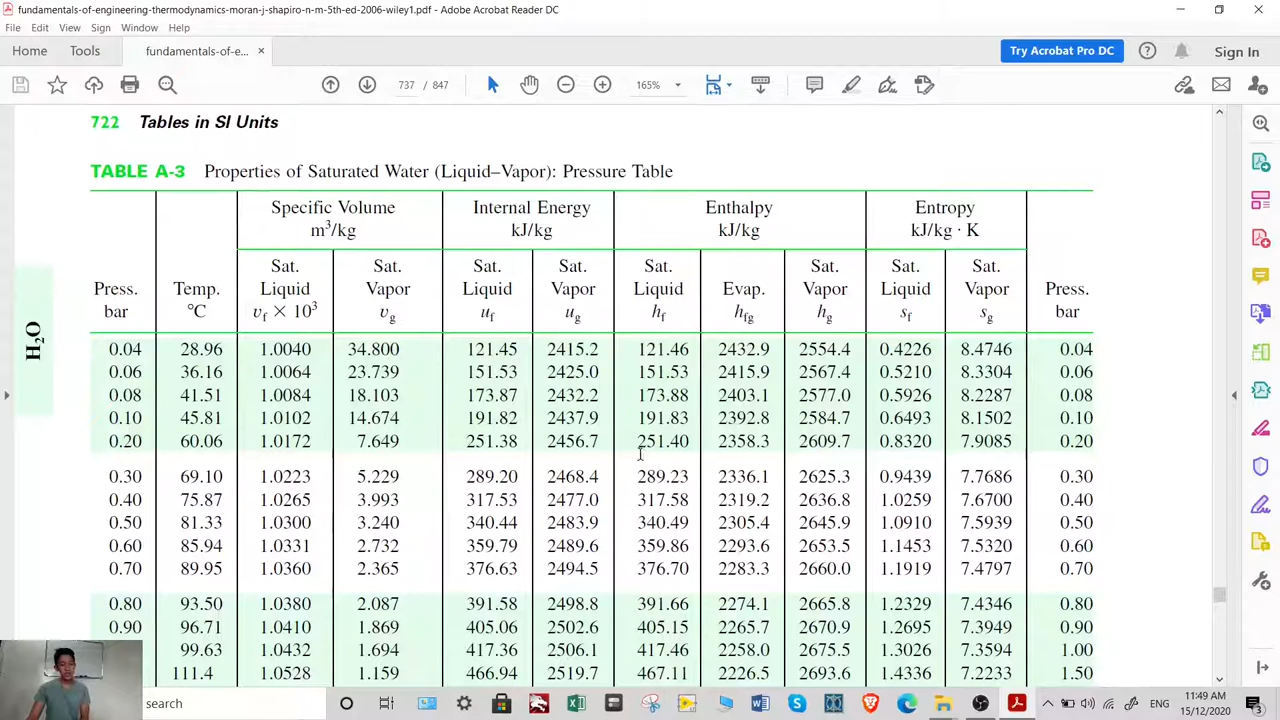 fundamentals-of-engineering-thermodynamics-moran-j-shapiro-n-m-5th-ed-2006-wiley1.pdf - Adobe Acrobat Reader DC
File Edit View Sign Window Help
Home Tools fundamentals-of-e... × Try Acrobat Pro DC Sign In
737 / 847 165%
722 Tables in SI Units
TABLE A-3 Properties of Saturated Water (Liquid–Vapor): Pressure Table
Specific Volume Internal Energy Enthalpy Entropy
m³/kg kJ/kg kJ/kg kJ/kg · K
Sat. Sat. Sat. Sat. Sat. Sat. Sat. Sat.
Press. Temp. Liquid Vapor Liquid Vapor Liquid Evap. Vapor Liquid Vapor Press.
bar °C vf × 10³ vg uf ug hf hfg hg sf sg bar
H₂O
0.04 28.96 1.0040 34.800 121.45 2415.2 121.46 2432.9 2554.4 0.4226 8.4746 0.04
0.06 36.16 1.0064 23.739 151.53 2425.0 151.53 2415.9 2567.4 0.5210 8.3304 0.06
0.08 41.51 1.0084 18.103 173.87 2432.2 173.88 2403.1 2577.0 0.5926 8.2287 0.08
0.10 45.81 1.0102 14.674 191.82 2437.9 191.83 2392.8 2584.7 0.6493 8.1502 0.10
0.20 60.06 1.0172 7.649 251.38 2456.7 251.40 2358.3 2609.7 0.8320 7.9085 0.20
0.30 69.10 1.0223 5.229 289.20 2468.4 289.23 2336.1 2625.3 0.9439 7.7686 0.30
0.40 75.87 1.0265 3.993 317.53 2477.0 317.58 2319.2 2636.8 1.0259 7.6700 0.40
0.50 81.33 1.0300 3.240 340.44 2483.9 340.49 2305.4 2645.9 1.0910 7.5939 0.50
0.60 85.94 1.0331 2.732 359.79 2489.6 359.86 2293.6 2653.5 1.1453 7.5320 0.60
0.70 89.95 1.0360 2.365 376.63 2494.5 376.70 2283.3 2660.0 1.1919 7.4797 0.70
0.80 93.50 1.0380 2.087 391.58 2498.8 391.66 2274.1 2665.8 1.2329 7.4346 0.80
0.90 96.71 1.0410 1.869 405.06 2502.6 405.15 2265.7 2670.9 1.2695 7.3949 0.90
99.63 1.0432 1.694 417.36 2506.1 417.46 2258.0 2675.5 1.3026 7.3594 1.00
111.4 1.0528 1.159 466.94 2519.7 467.11 2226.5 2693.6 1.4336 7.2233 1.50
search ENG 11:49 AM
15/12/2020